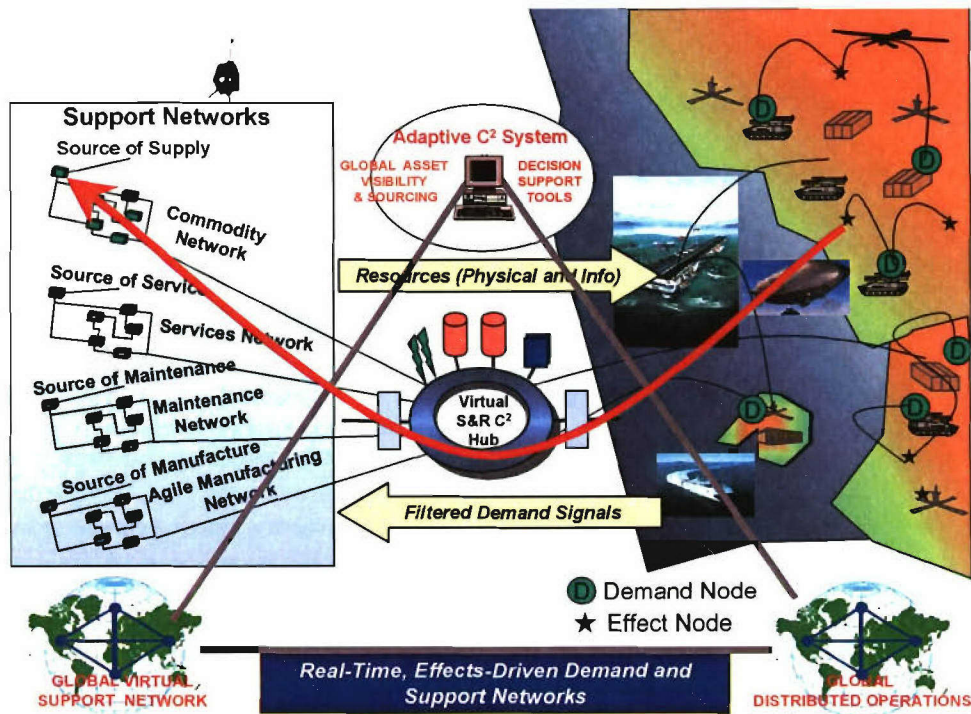 Support Networks
Source of Supply
Commodity
Network
Source of Service
Services Network
Source of Maintenance
Maintenance
Network
Source of Manufacture
Agile Manufacturing
Network
Adaptive C² System
GLOBAL ASSET
VISIBILITY
& SOURCING
DECISION
SUPPORT
TOOLS
Resources (Physical and Info)
Virtual
S&R C²
Hub
Filtered Demand Signals
D
D
D
D
D
D
D Demand Node
Effect Node
GLOBAL VIRTUAL
SUPPORT NETWORK
Real-Time, Effects-Driven Demand and
Support Networks
GLOBAL
DISTRIBUTED OPERATIONS